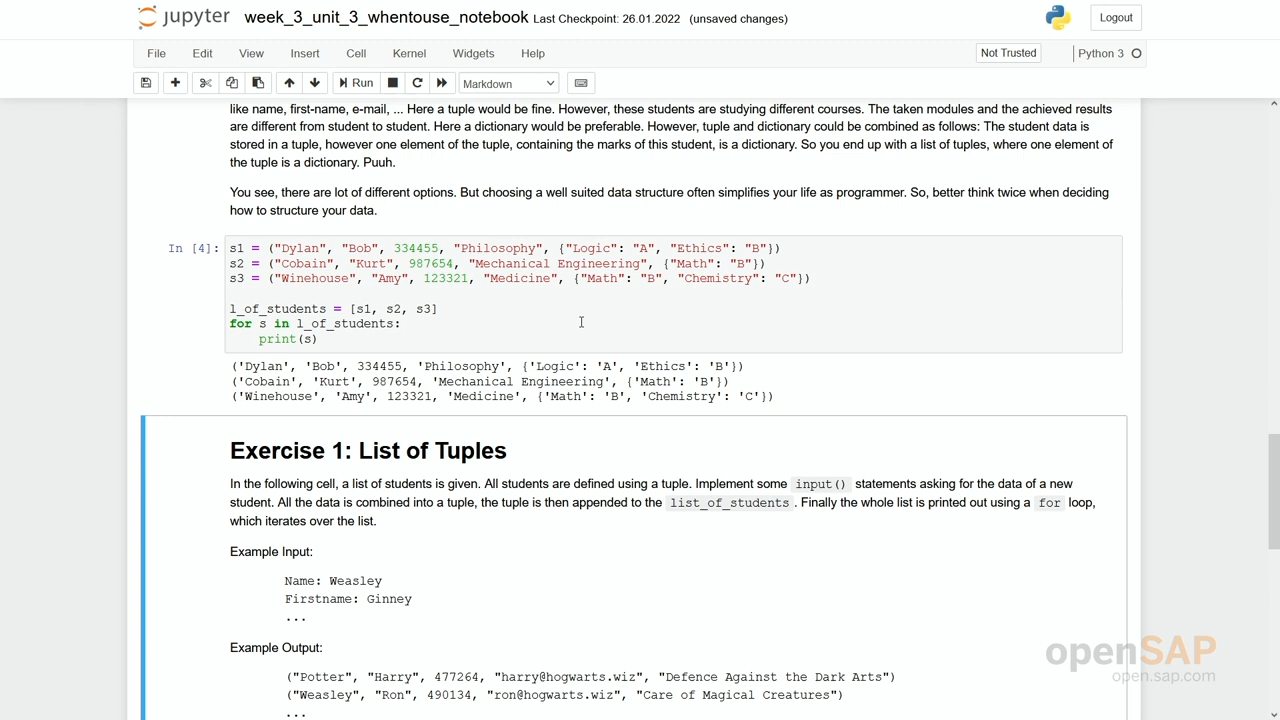 jupyter week_3_unit_3_whentouse_notebook Last Checkpoint: 26.01.2022 (unsaved changes) Logout
File Edit View Insert Cell Kernel Widgets Help Not Trusted Python 3
Run Markdown
like name, first-name, e-mail, ... Here a tuple would be fine. However, these students are studying different courses. The taken modules and the achieved results
are different from student to student. Here a dictionary would be preferable. However, tuple and dictionary could be combined as follows: The student data is
stored in a tuple, however one element of the tuple, containing the marks of this student, is a dictionary. So you end up with a list of tuples, where one element of
the tuple is a dictionary. Puuh.
You see, there are lot of different options. But choosing a well suited data structure often simplifies your life as programmer. So, better think twice when deciding
how to structure your data.
In [4]: s1 = ("Dylan", "Bob", 334455, "Philosophy", {"Logic": "A", "Ethics": "B"})
s2 = ("Cobain", "Kurt", 987654, "Mechanical Engineering", {"Math": "B"})
s3 = ("Winehouse", "Amy", 123321, "Medicine", {"Math": "B", "Chemistry": "C"})
l_of_students = [s1, s2, s3]
for s in l_of_students:
    print(s)
('Dylan', 'Bob', 334455, 'Philosophy', {'Logic': 'A', 'Ethics': 'B'})
('Cobain', 'Kurt', 987654, 'Mechanical Engineering', {'Math': 'B'})
('Winehouse', 'Amy', 123321, 'Medicine', {'Math': 'B', 'Chemistry': 'C'})
Exercise 1: List of Tuples
In the following cell, a list of students is given. All students are defined using a tuple. Implement some input() statements asking for the data of a new
student. All the data is combined into a tuple, the tuple is then appended to the list_of_students. Finally the whole list is printed out using a for loop,
which iterates over the list.
Example Input:
Name: Weasley
Firstname: Ginney
...
Example Output:
("Potter", "Harry", 477264, "harry@hogwarts.wiz", "Defence Against the Dark Arts")
("Weasley", "Ron", 490134, "ron@hogwarts.wiz", "Care of Magical Creatures")
...
openSAP
open.sap.com